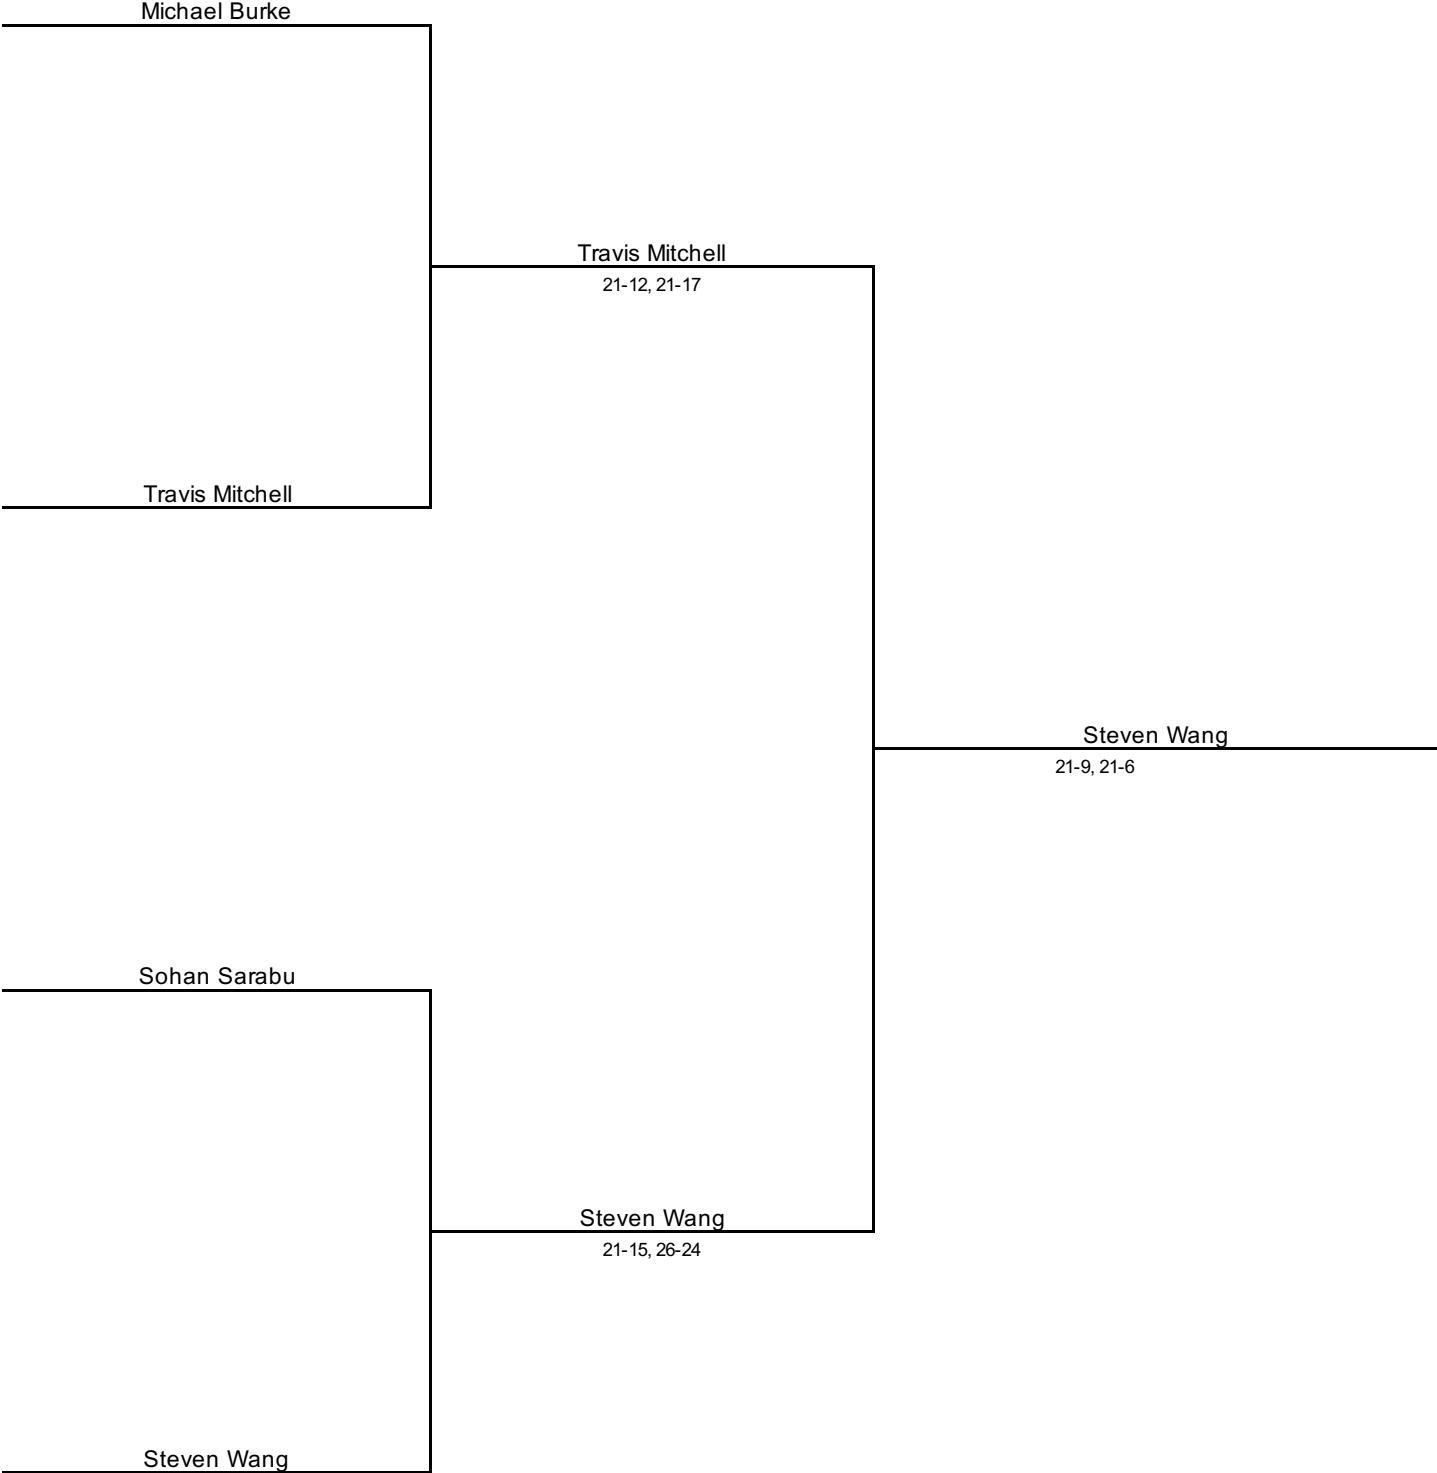 Michael Burke
Travis Mitchell
21-12, 21-17
Travis Mitchell
Steven Wang
21-9, 21-6
Sohan Sarabu
Steven Wang
21-15, 26-24
Steven Wang